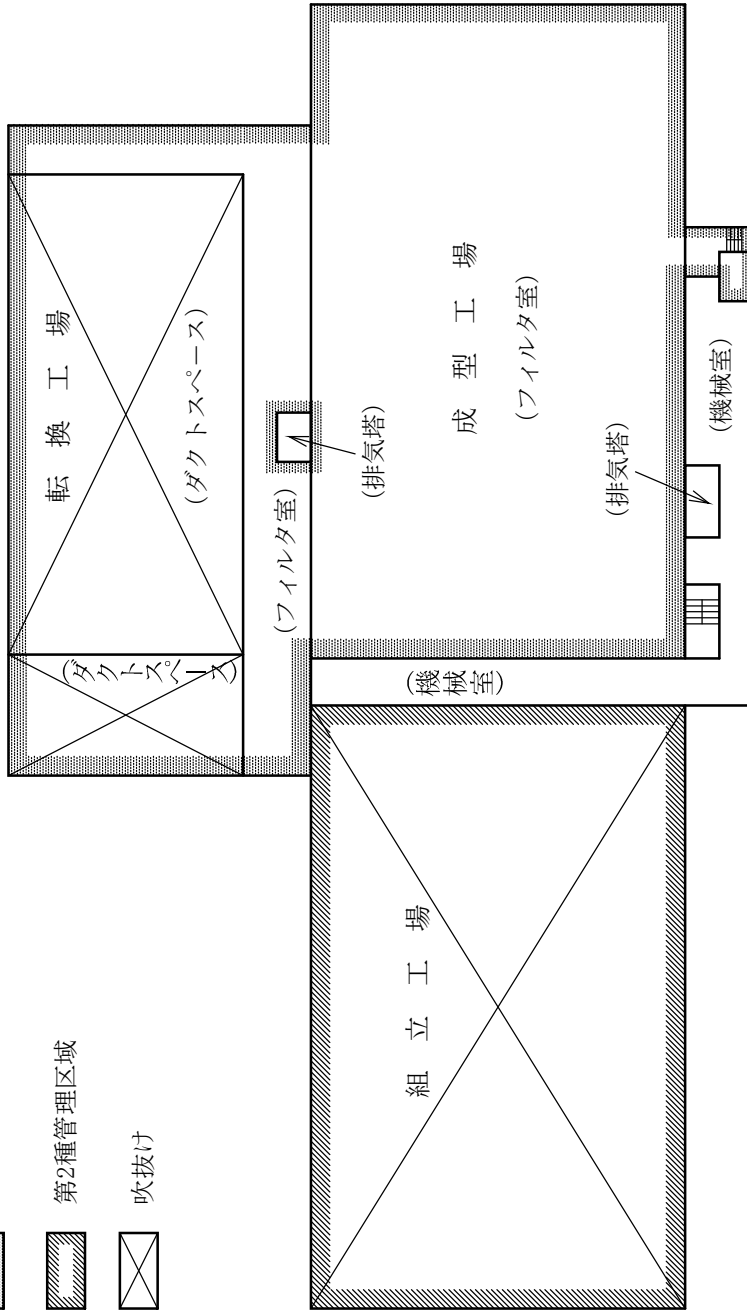 第2種管理区域
吹抜け
転換工場
(ダクトスペース)
(ダクトスペース)
(フィルタ室)
(排気塔)
成型工場
(フィルタ室)
(排気塔)
(機械室)
(機械室)
組立工場